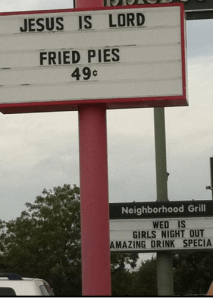 JESUS IS LORD
FRIED PIES
49¢
Neighborhood Grill
WED IS
GIRLS NIGHT OUT
AMAZING DRINK SPECIA